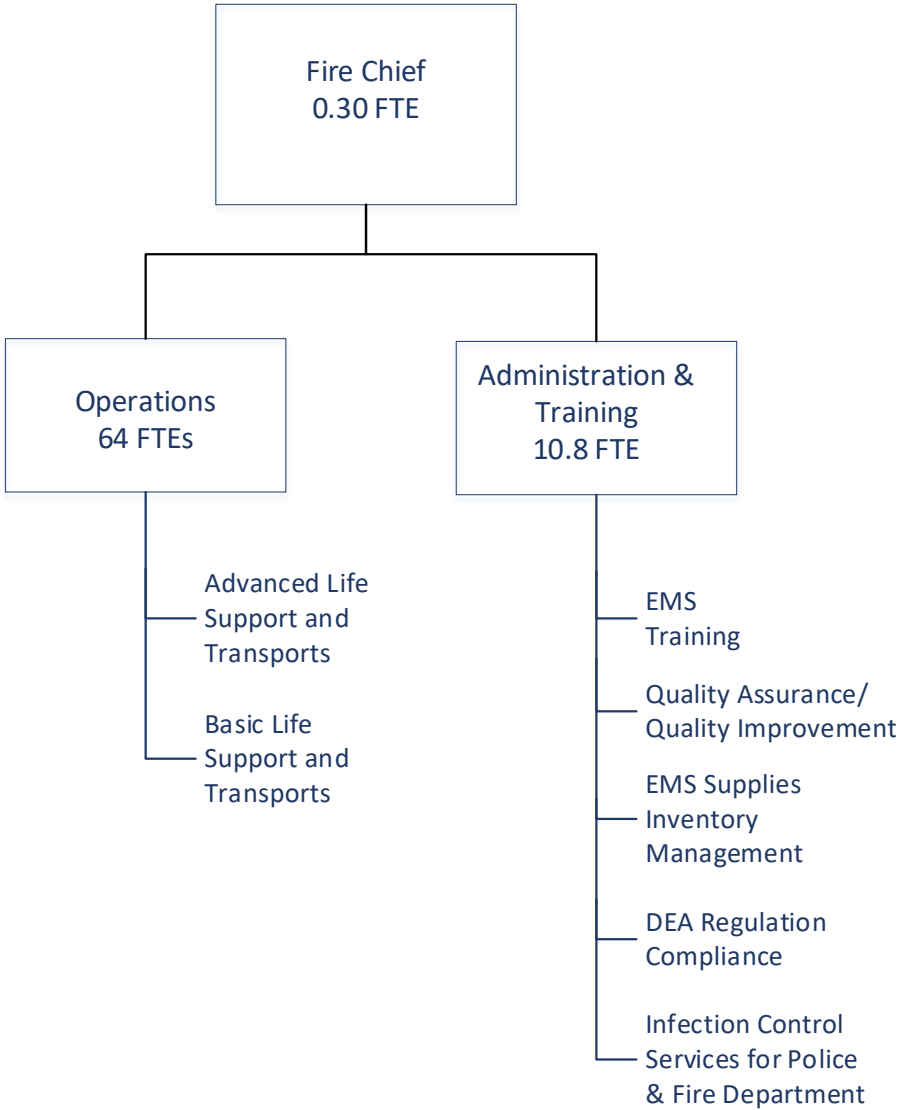 Fire Chief
0.30 FTE
Operations
64 FTEs
Administration &
Training
10.8 FTE
Advanced Life
Support and
Transports
Basic Life
Support and
Transports
EMS
Training
Quality Assurance/
Quality Improvement
EMS Supplies
Inventory
Management
DEA Regulation
Compliance
Infection Control
Services for Police
& Fire Department